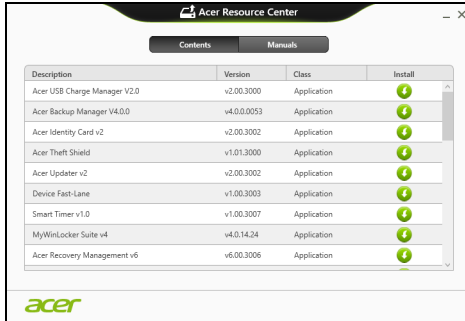 Acer Resource Center
Contents Manuals
Description Version Class Install
Acer USB Charge Manager V2.0 v2.00.3000 Application
Acer Backup Manager V4.0.0 v4.0.0.0053 Application
Acer Identity Card v2 v2.00.3002 Application
Acer Theft Shield v1.01.3000 Application
Acer Updater v2 v2.00.3002 Application
Device Fast-Lane v1.00.3003 Application
Smart Timer v1.0 v1.00.3007 Application
MyWinLocker Suite v4 v4.0.14.24 Application
Acer Recovery Management v6 v6.00.3006 Application
acer